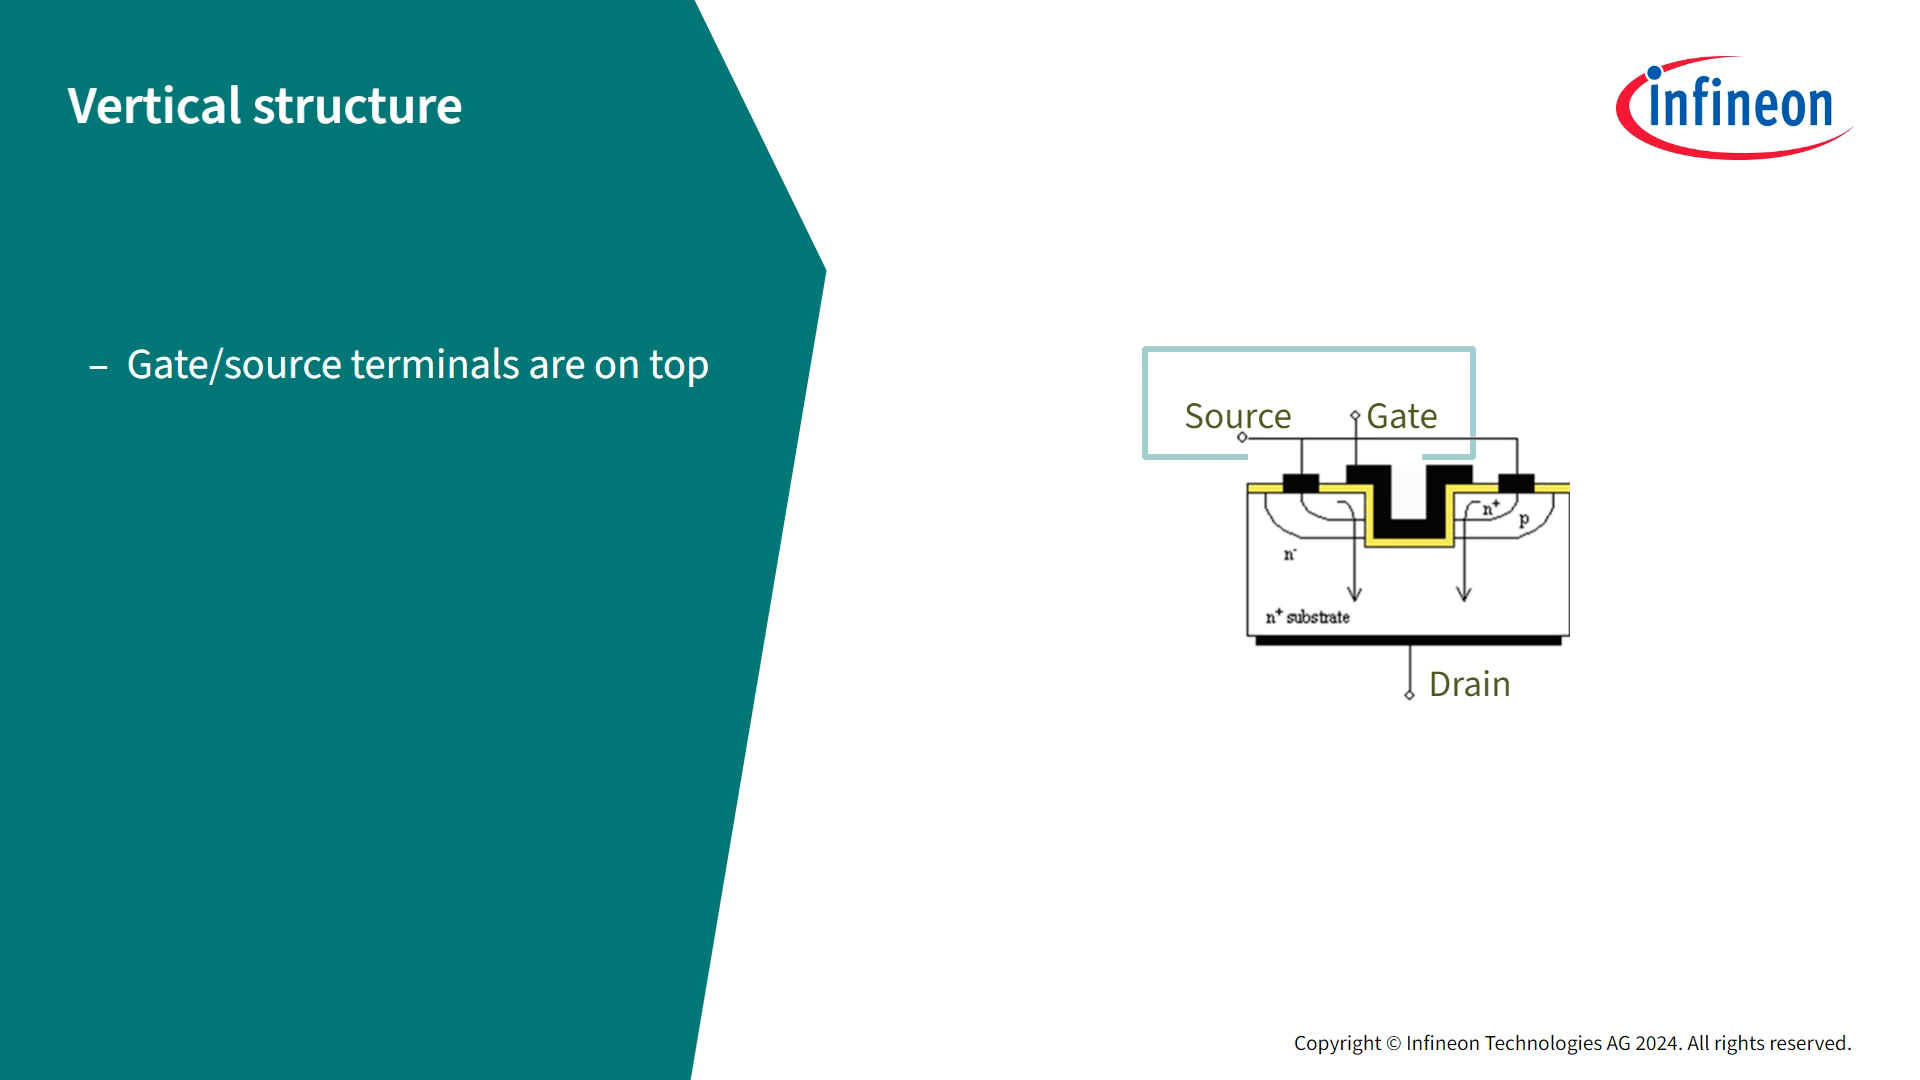 Vertical structure
infineon
– Gate/source terminals are on top
Source
Gate
n⁺
p
n⁻
n⁺ substrate
Drain
Copyright © Infineon Technologies AG 2024. All rights reserved.